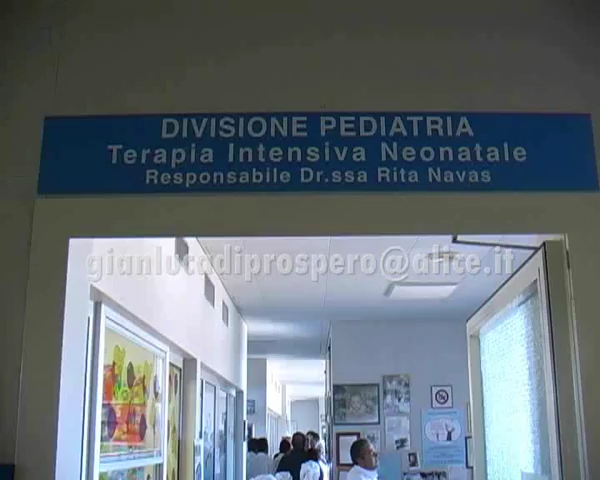 DIVISIONE PEDIATRIA
Terapia Intensiva Neonatale
Responsabile Dr.ssa Rita Navas
gianlucadiprospero@alice.it